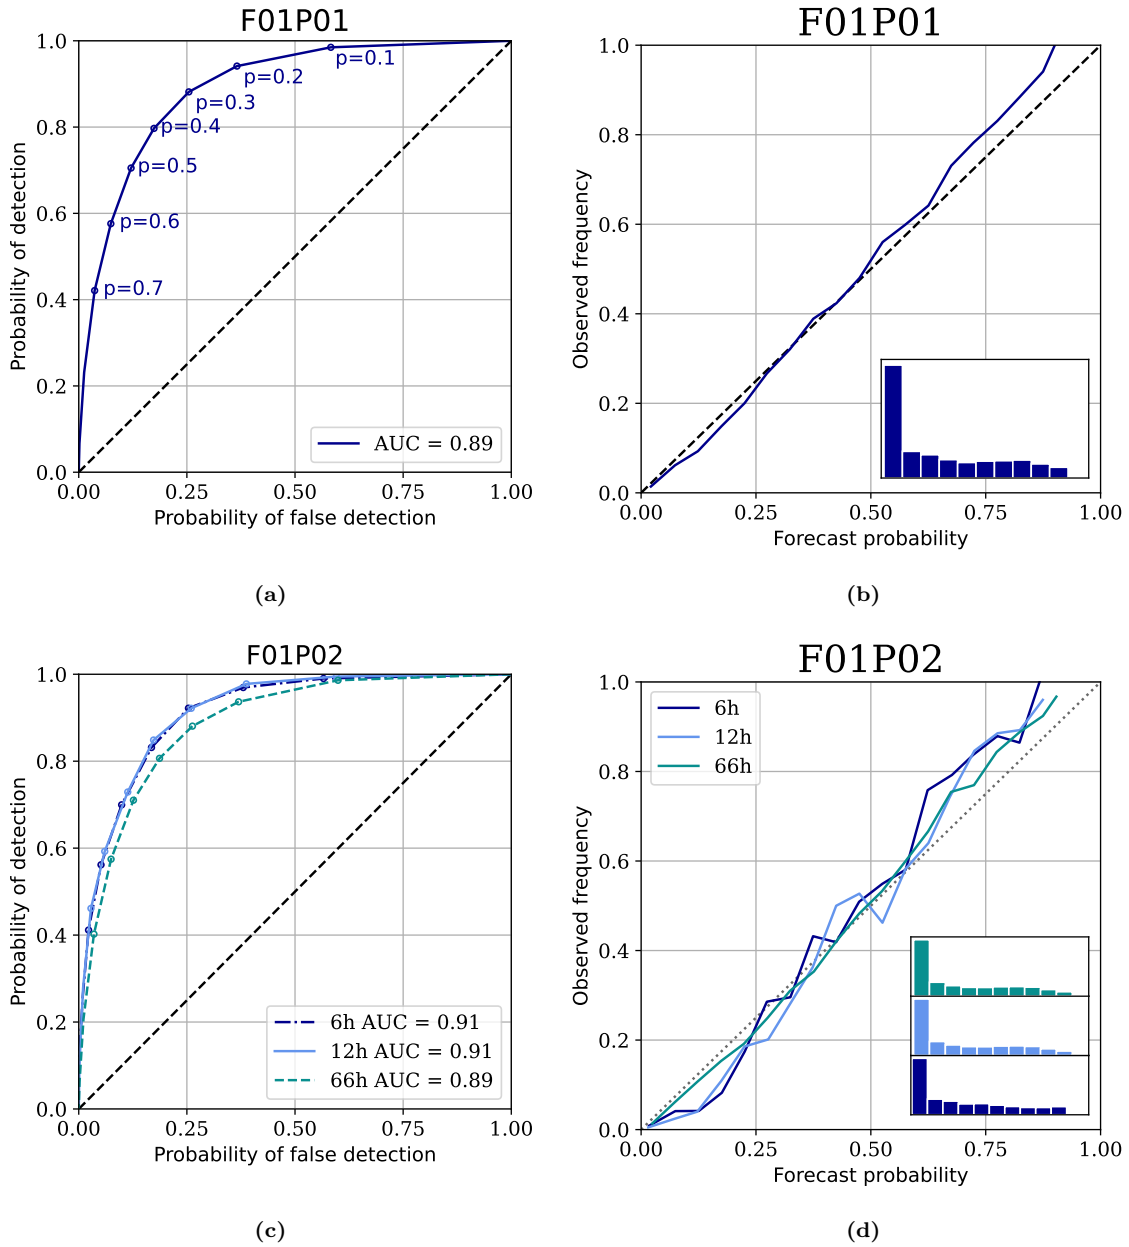 F01P01
1.0
0.8
0.6
0.4
0.2
0.0
Probability of detection
p=0.1
p=0.2
p=0.3
p=0.4
p=0.5
p=0.6
p=0.7
AUC = 0.89
0.00 0.25 0.50 0.75 1.00
Probability of false detection
(a)
F01P01
1.0
0.8
0.6
0.4
0.2
0.0
Observed frequency
0.00 0.25 0.50 0.75 1.00
Forecast probability
(b)
F01P02
1.0
0.8
0.6
0.4
0.2
0.0
Probability of detection
6h AUC = 0.91
12h AUC = 0.91
66h AUC = 0.89
0.00 0.25 0.50 0.75 1.00
Probability of false detection
(c)
F01P02
1.0
0.8
0.6
0.4
0.2
0.0
Observed frequency
6h
12h
66h
0.00 0.25 0.50 0.75 1.00
Forecast probability
(d)